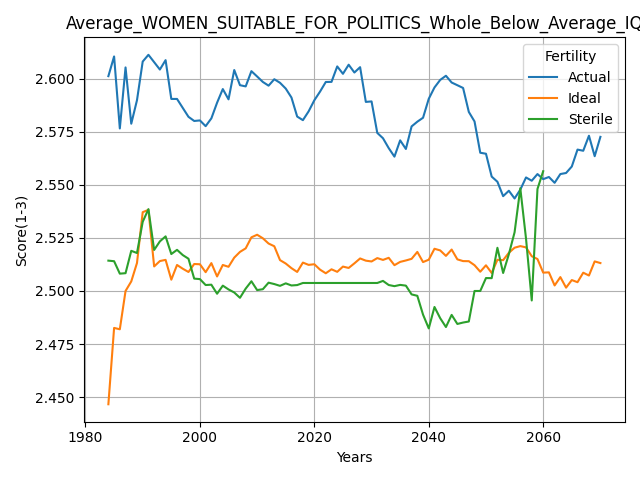 Average_WOMEN_SUITABLE_FOR_POLITICS_Whole_Below_Average_IQ
Fertility
Actual
Ideal
Sterile
Score(1-3)
2.600
2.575
2.550
2.525
2.500
2.475
2.450
1980
2000
2020
2040
2060
Years